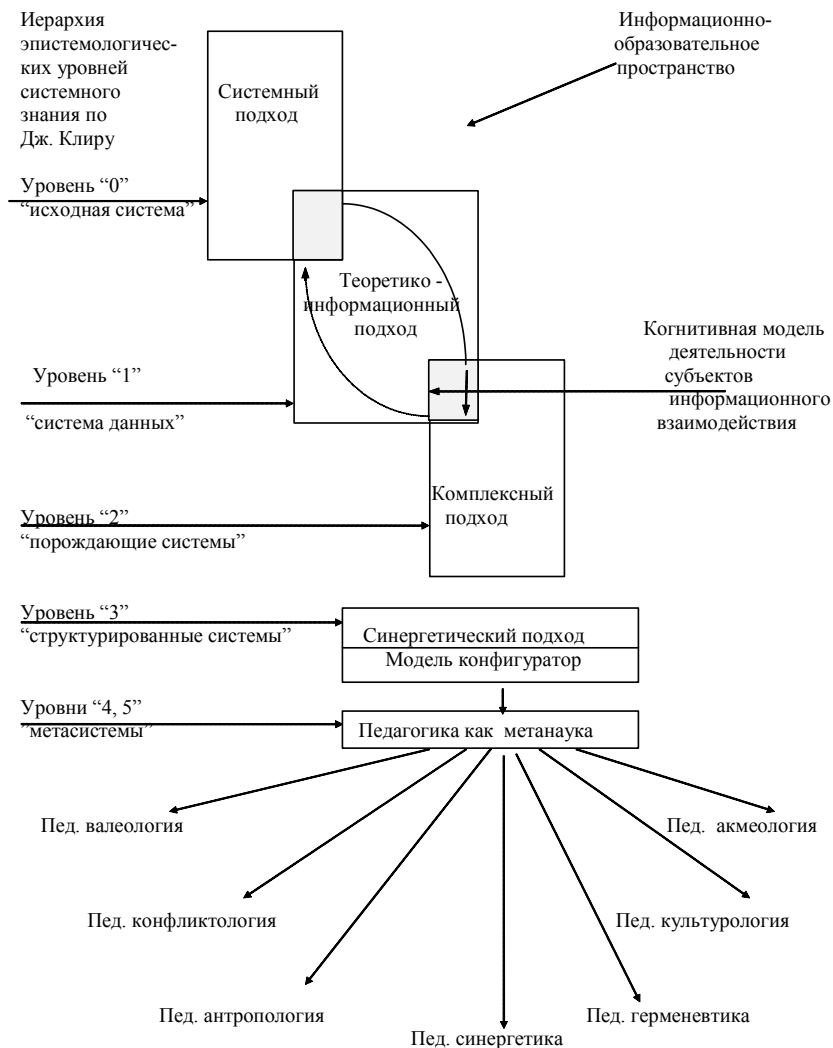 Иерархия
эпистемологичес-
ких уровней
системного
знания по
Дж. Клиру
Системный
подход
Информационно-
образовательное
пространство
Уровень “0”
“исходная система”
Теоретико -
информационный
подход
Когнитивная модель
деятельности
субъектов
информационного
взаимодействия
Уровень “1”
“система данных”
Комплексный
подход
Уровень “2”
“порождающие системы”
Уровень “3”
“структурированные системы”
Синергетический подход
Модель конфигуратор
Уровни “4, 5”
“метасистемы”
Педагогика как метанаука
Пед. валеология
Пед. акмеология
Пед. конфликтология
Пед. культурология
Пед. антропология
Пед. герменевтика
Пед. синергетика